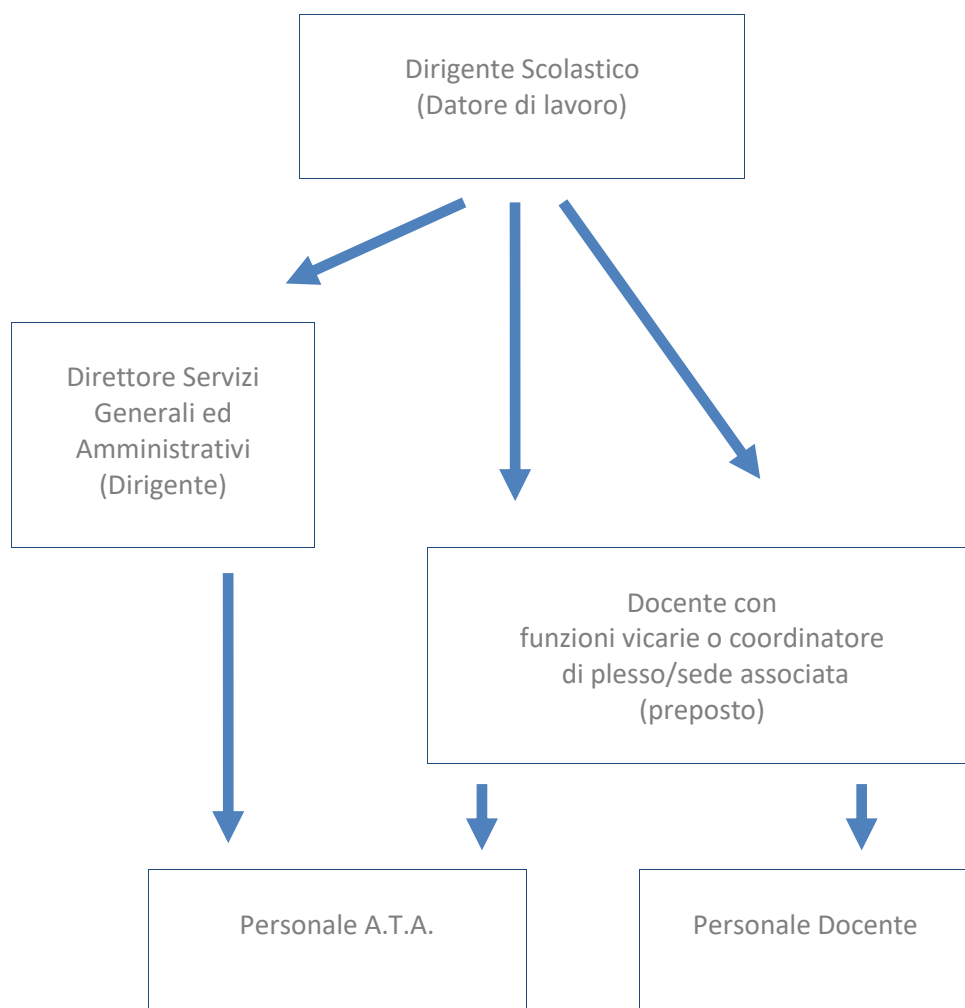 Dirigente Scolastico
(Datore di lavoro)
Direttore Servizi
Generali ed
Amministrativi
(Dirigente)
Docente con
funzioni vicarie o coordinatore
di plesso/sede associata
(preposto)
Personale A.T.A.
Personale Docente